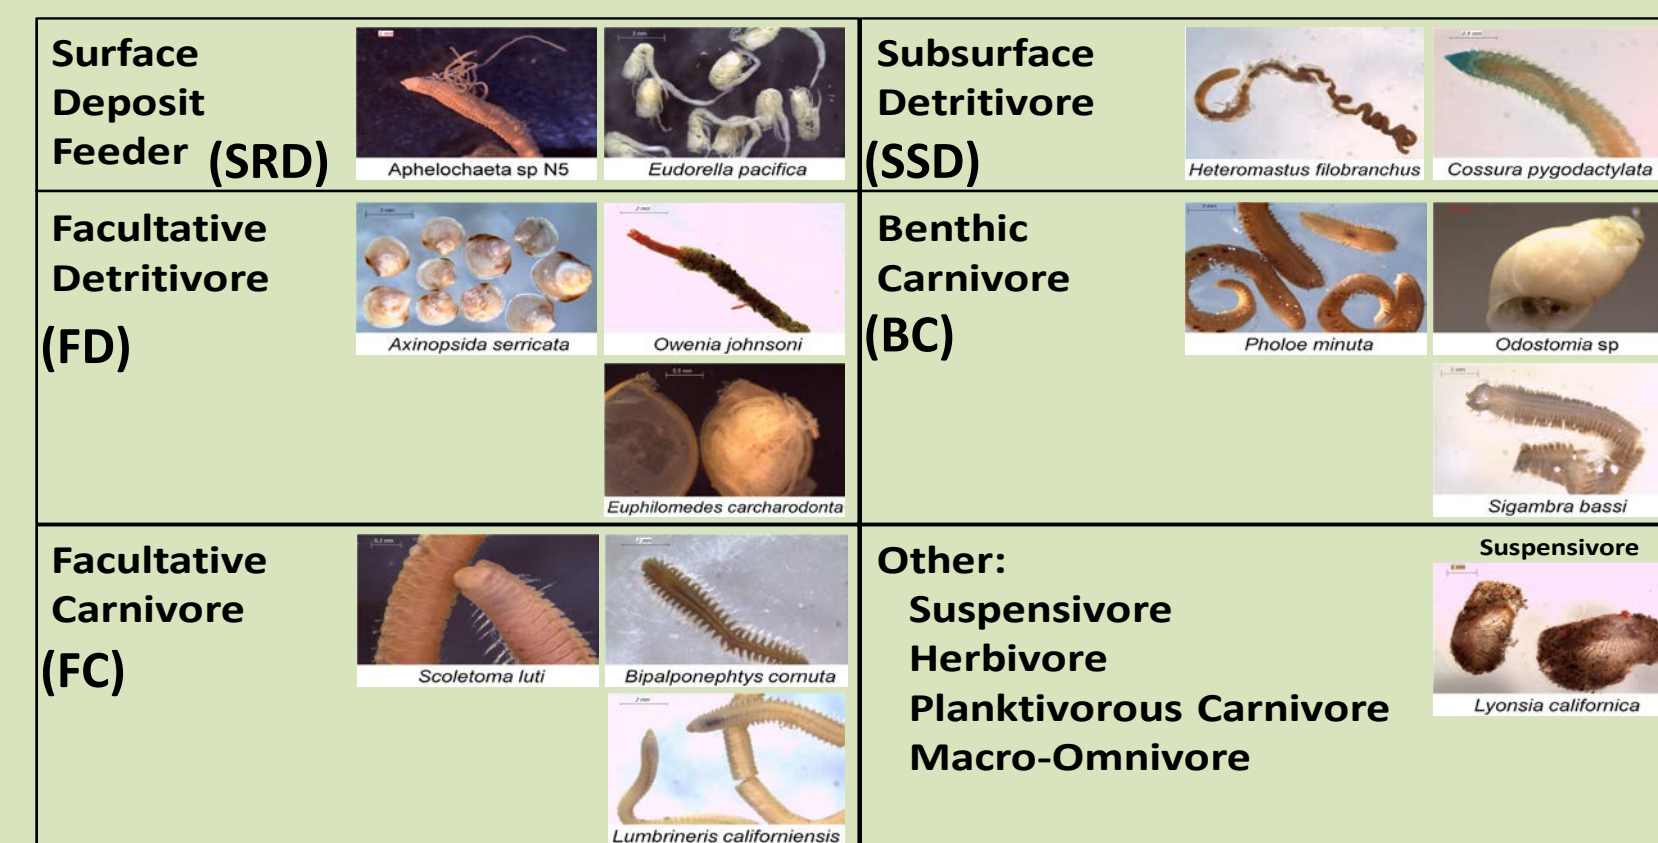 Surface
Deposit
Feeder (SRD)
Aphelochaeta sp N5
Eudorella pacifica
Subsurface
Detritivore
(SSD)
Heteromastus filobranchus
Cossura pygodactylata
Facultative
Detritivore
(FD)
Axinopsida serricata
Owenia johnsoni
Euphilomedes carcharodonta
Benthic
Carnivore
(BC)
Pholoe minuta
Odostomia sp
Sigambra bassi
Facultative
Carnivore
(FC)
Scoletoma luti
Bipalponephtys cornuta
Lumbrineris californiensis
Other:
Suspensivore
Herbivore
Planktivorous Carnivore
Macro-Omnivore
Suspensivore
Lyonsia californica